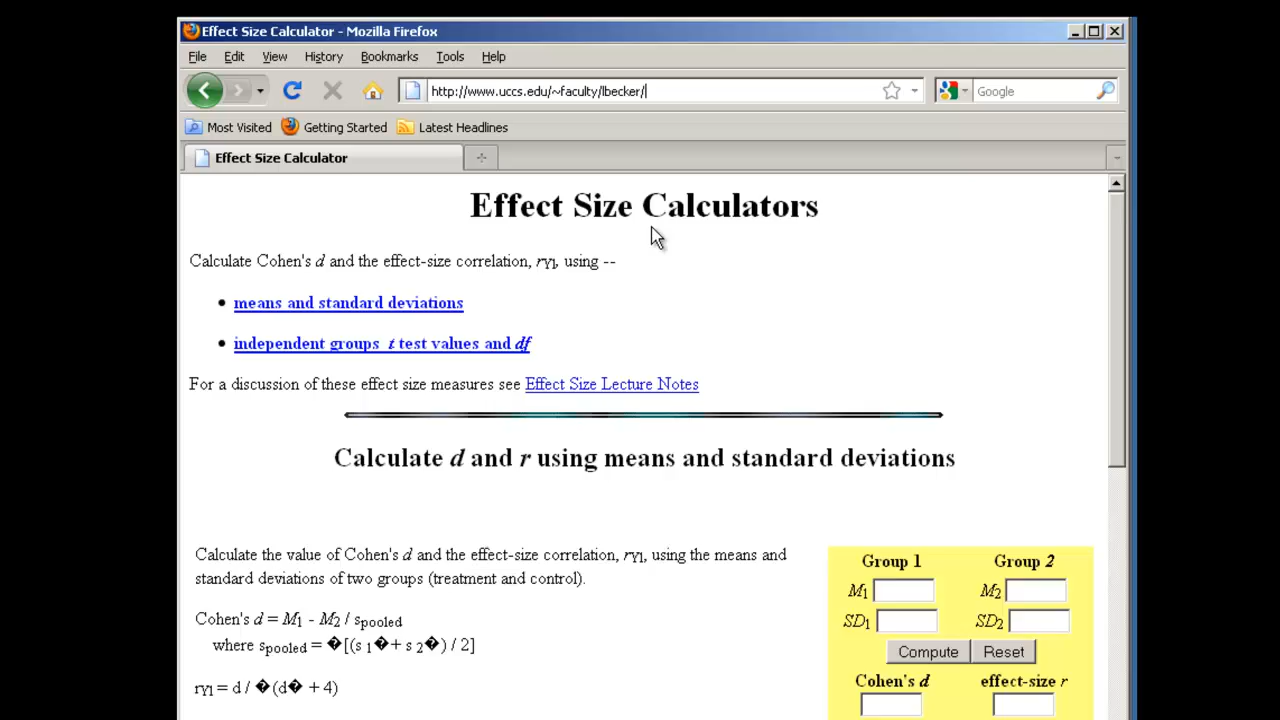 Effect Size Calculator - Mozilla Firefox
File Edit View History Bookmarks Tools Help
http://www.uccs.edu/~faculty/lbecker/
Google
Most Visited Getting Started Latest Headlines
Effect Size Calculator
Effect Size Calculators
Calculate Cohen's d and the effect-size correlation, rYl, using --
• means and standard deviations
• independent groups t test values and df
For a discussion of these effect size measures see Effect Size Lecture Notes
Calculate d and r using means and standard deviations
Calculate the value of Cohen's d and the effect-size correlation, rYl, using the means and
standard deviations of two groups (treatment and control).
Cohen's d = M1 - M2 / spooled
where spooled = �[(s 1�+ s 2�) / 2]
rYl = d / �(d� + 4)
Group 1 Group 2
M1 M2
SD1 SD2
Compute Reset
Cohen's d effect-size r